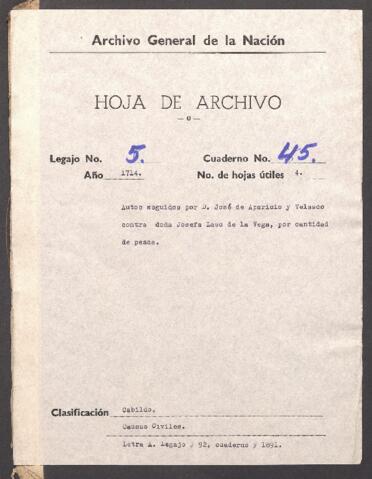 Archivo General de la Nación
HOJA DE ARCHIVO
—o—
Legajo No. 5. Cuaderno No. 45.
Año 1714. No. de hojas útiles 4.
Autos seguidos por D. José de Aparicio y Velasco
contra doña Josefa Laso de la Vega, por cantidad
de pesos.
Clasificación Cabildo.
Causas Civiles.
Letra A. Legajo 92, cuaderno 1891.